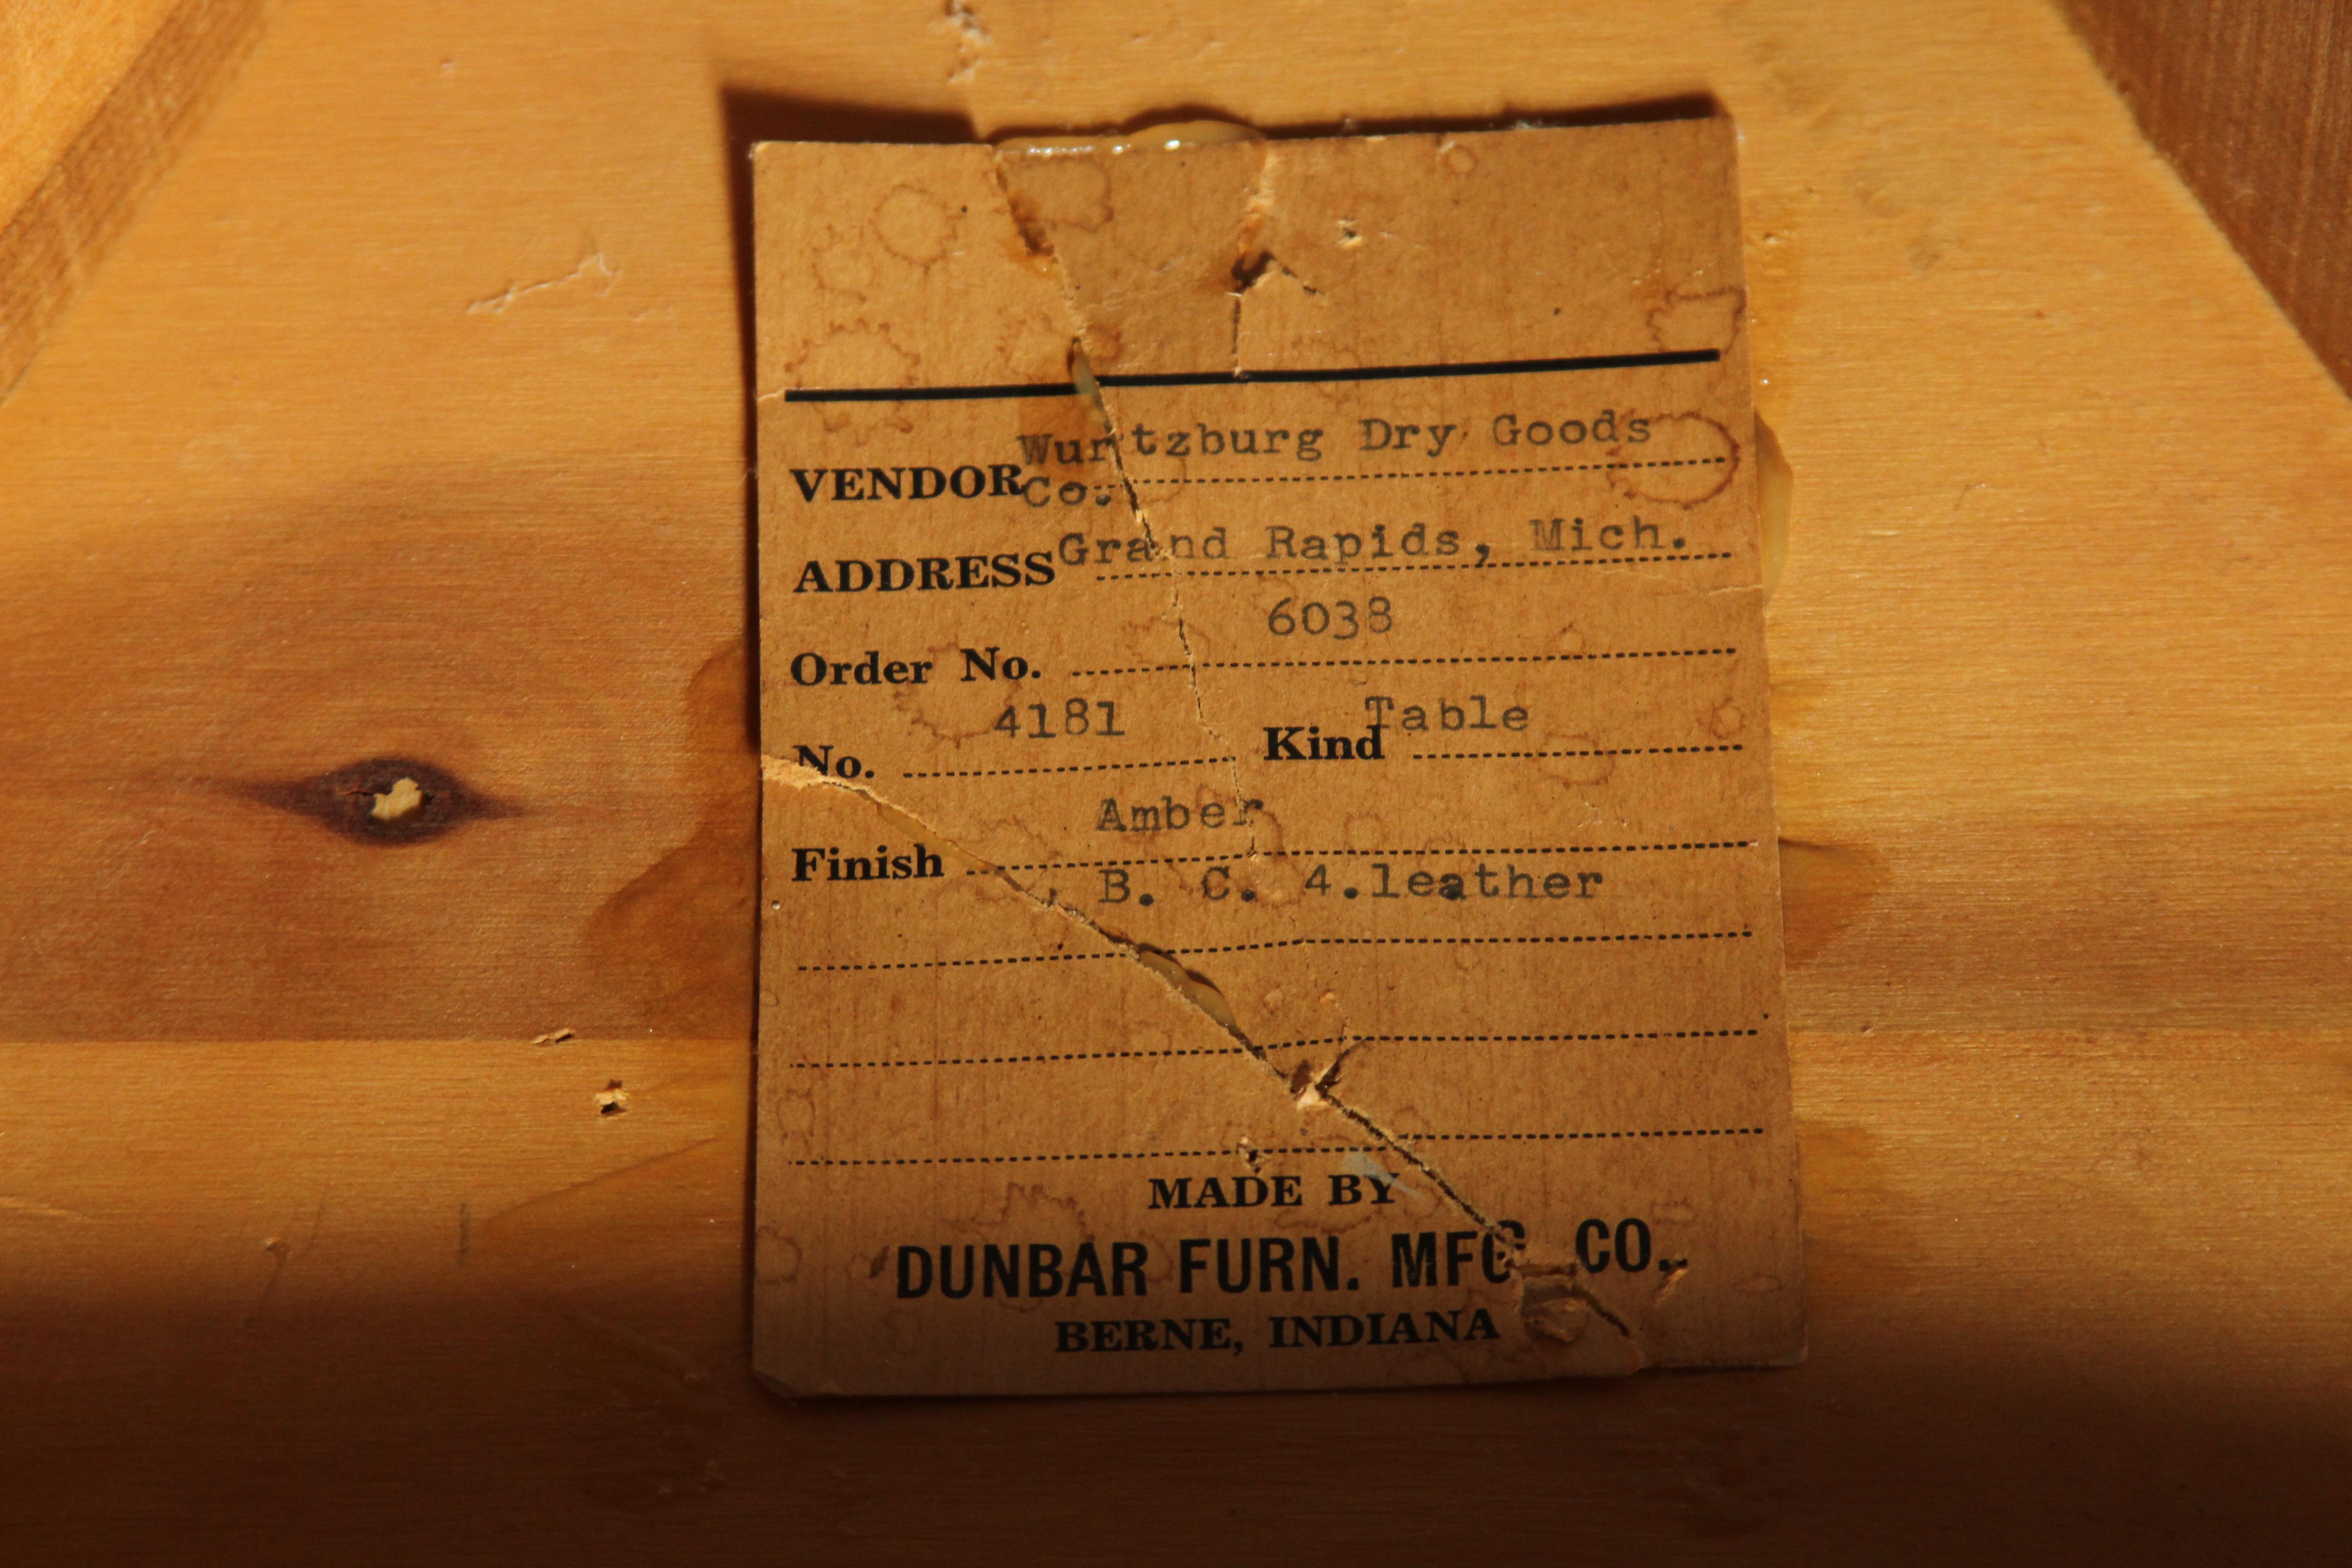 Wurtzburg Dry Goods
VENDOR Co.
ADDRESS Grand Rapids, Mich.
6038
Order No.
4181 Table
No. Kind
Amber
Finish
B. C. 4.leather
MADE BY
DUNBAR FURN. MFG. CO.
BERNE, INDIANA